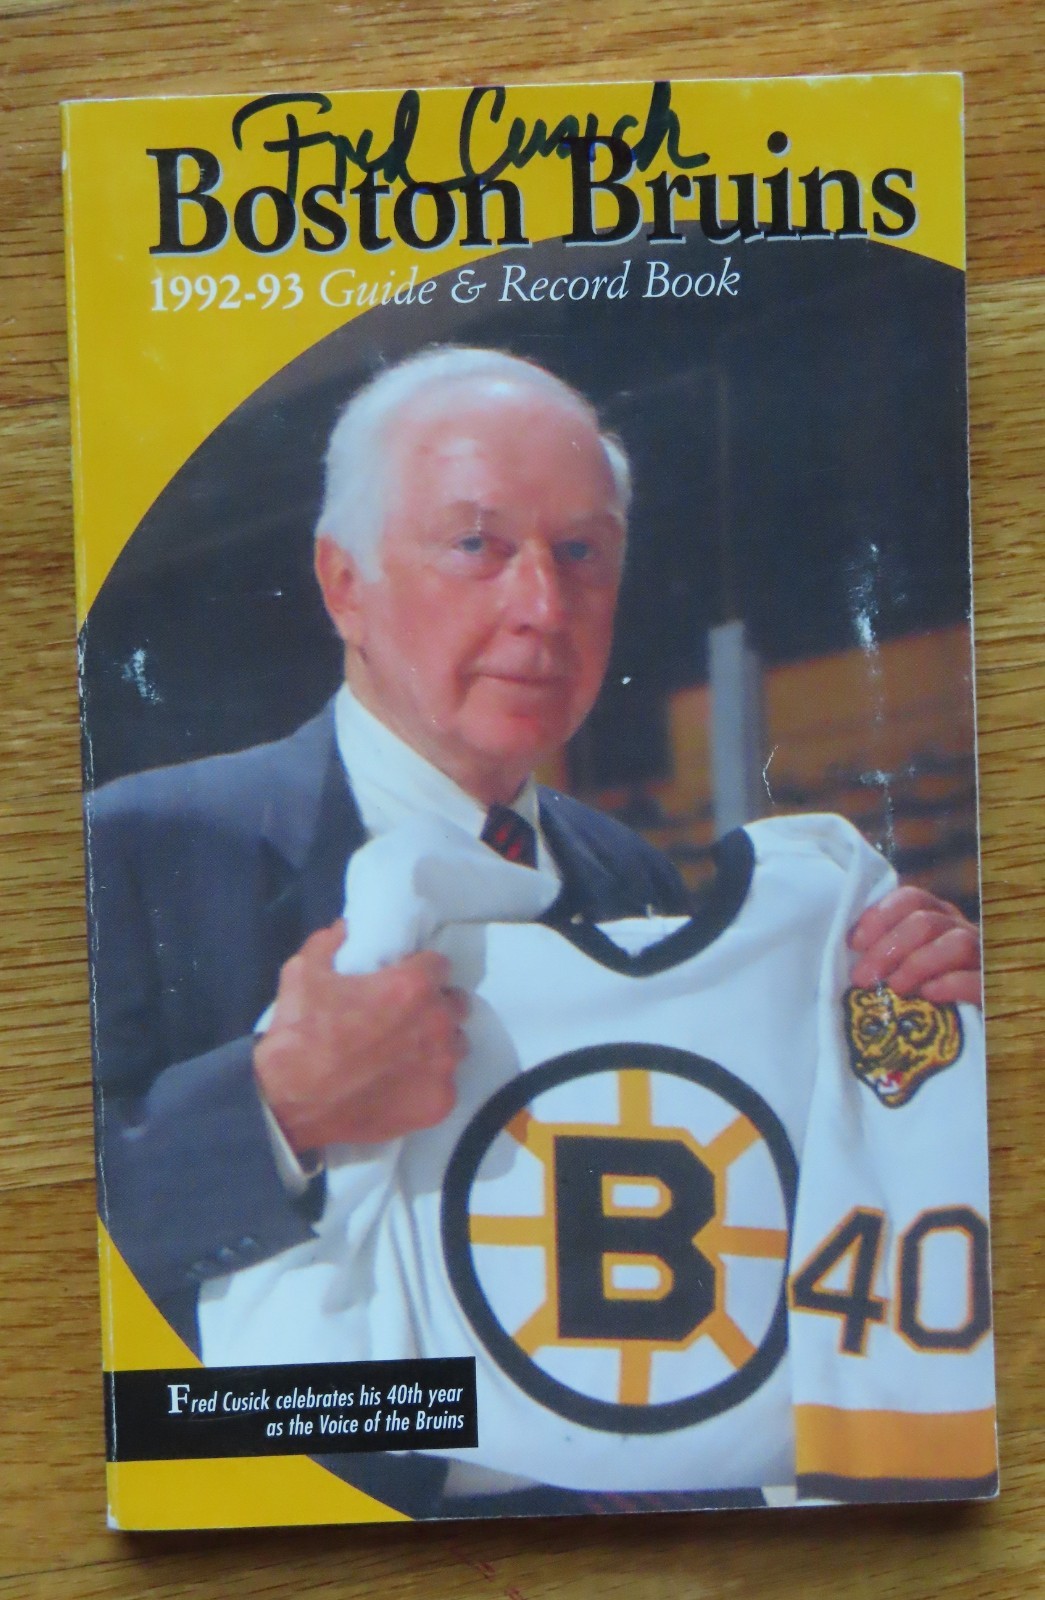 Fred Cusick
Boston Bruins
1992-93 Guide & Record Book
B
40
Fred Cusick celebrates his 40th year
as the Voice of the Bruins